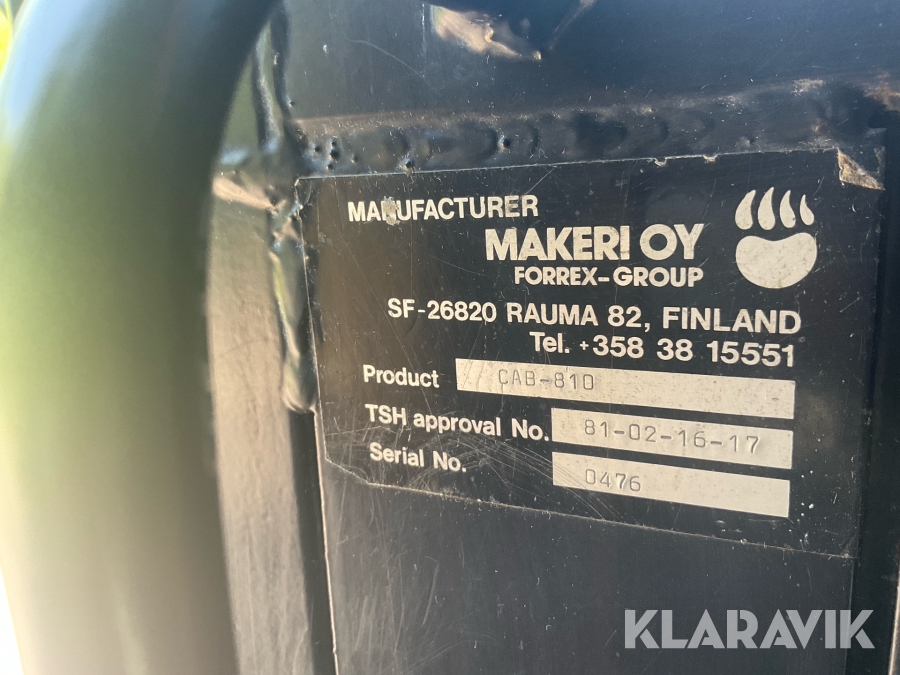 MANUFACTURER
MAKERI OY
FORREX-GROUP
SF-26820 RAUMA 82, FINLAND
Tel. +358 38 15551
Product CAB-810
TSH approval No. 81-02-16-17
Serial No. 0476
KLARAVIK